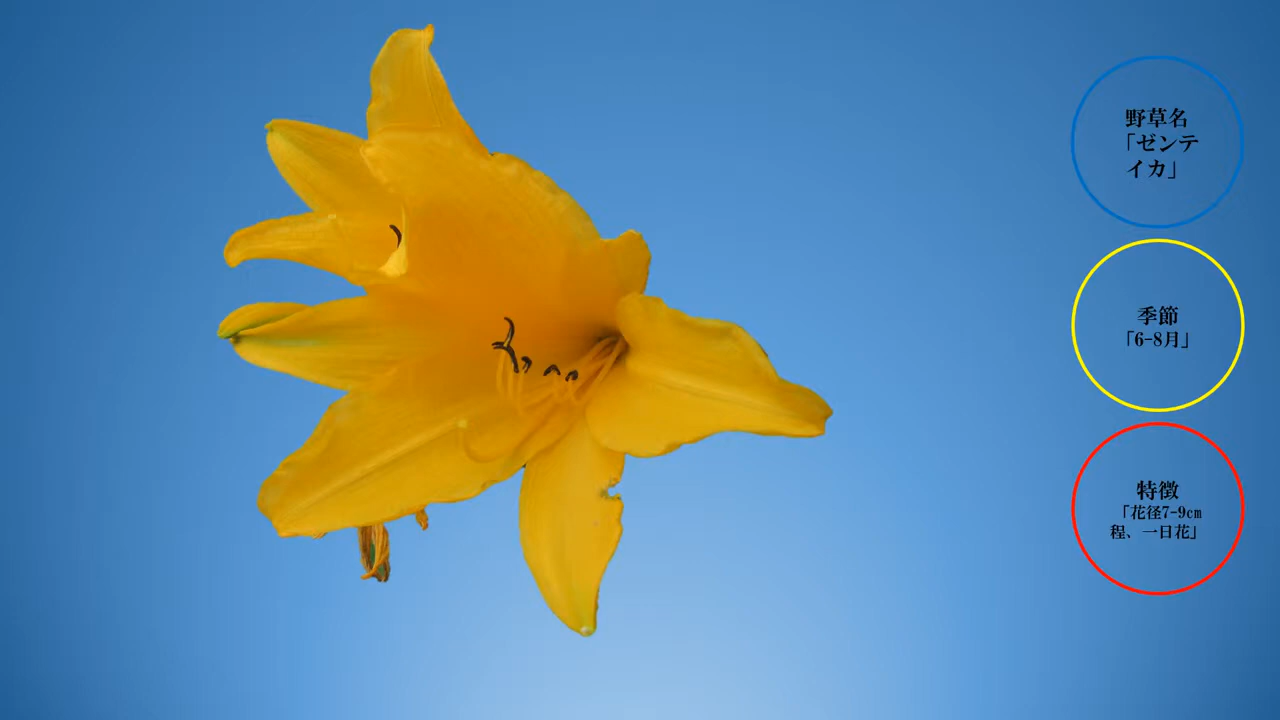 野草名
「ゼンテ
イカ」
季節
「6-8月」
特徴
「花径7-9cm
程、一日花」